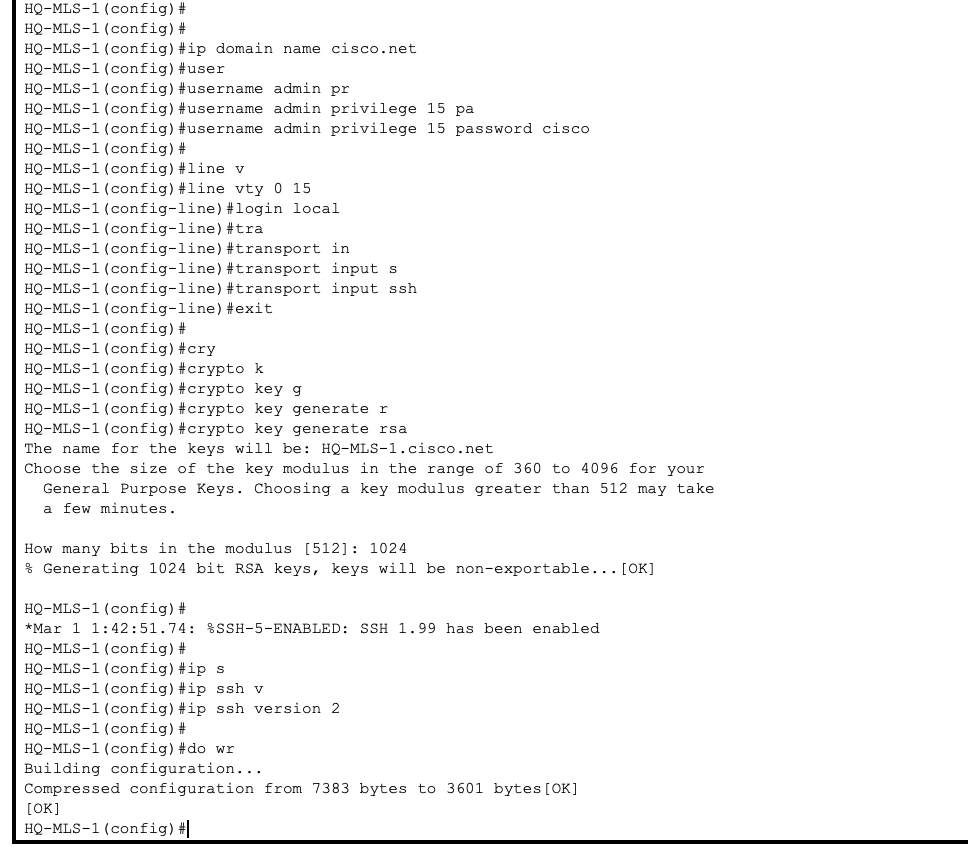 HQ-MLS-1(config)#
HQ-MLS-1(config)#
HQ-MLS-1(config)#ip domain name cisco.net
HQ-MLS-1(config)#user
HQ-MLS-1(config)#username admin pr
HQ-MLS-1(config)#username admin privilege 15 pa
HQ-MLS-1(config)#username admin privilege 15 password cisco
HQ-MLS-1(config)#
HQ-MLS-1(config)#line v
HQ-MLS-1(config)#line vty 0 15
HQ-MLS-1(config-line)#login local
HQ-MLS-1(config-line)#tra
HQ-MLS-1(config-line)#transport in
HQ-MLS-1(config-line)#transport input s
HQ-MLS-1(config-line)#transport input ssh
HQ-MLS-1(config-line)#exit
HQ-MLS-1(config)#
HQ-MLS-1(config)#cry
HQ-MLS-1(config)#crypto k
HQ-MLS-1(config)#crypto key g
HQ-MLS-1(config)#crypto key generate r
HQ-MLS-1(config)#crypto key generate rsa
The name for the keys will be: HQ-MLS-1.cisco.net
Choose the size of the key modulus in the range of 360 to 4096 for your
  General Purpose Keys. Choosing a key modulus greater than 512 may take
  a few minutes.

How many bits in the modulus [512]: 1024
% Generating 1024 bit RSA keys, keys will be non-exportable...[OK]

HQ-MLS-1(config)#
*Mar 1 1:42:51.74: %SSH-5-ENABLED: SSH 1.99 has been enabled
HQ-MLS-1(config)#
HQ-MLS-1(config)#ip s
HQ-MLS-1(config)#ip ssh v
HQ-MLS-1(config)#ip ssh version 2
HQ-MLS-1(config)#
HQ-MLS-1(config)#do wr
Building configuration...
Compressed configuration from 7383 bytes to 3601 bytes[OK]
[OK]
HQ-MLS-1(config)#